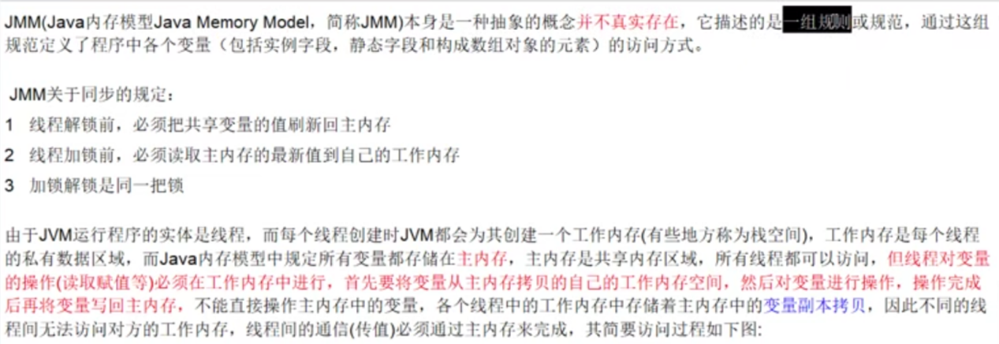 JMM(Java内存模型Java Memory Model，简称JMM)本身是一种抽象的概念并不真实存在，它描述的是一组规则或规范，通过这组
规范定义了程序中各个变量（包括实例字段，静态字段和构成数组对象的元素）的访问方式。
JMM关于同步的规定：
1 线程解锁前，必须把共享变量的值刷新回主内存
2 线程加锁前，必须读取主内存的最新值到自己的工作内存
3 加锁解锁是同一把锁
由于JVM运行程序的实体是线程，而每个线程创建时JVM都会为其创建一个工作内存(有些地方称为栈空间)，工作内存是每个线程
的私有数据区域，而Java内存模型中规定所有变量都存储在主内存，主内存是共享内存区域，所有线程都可以访问，但线程对变量
的操作(读取赋值等)必须在工作内存中进行，首先要将变量从主内存拷贝的自己的工作内存空间，然后对变量进行操作，操作完成
后再将变量写回主内存，不能直接操作主内存中的变量，各个线程中的工作内存中存储着主内存中的变量副本拷贝，因此不同的线
程间无法访问对方的工作内存，线程间的通信(传值)必须通过主内存来完成，其简要访问过程如下图: